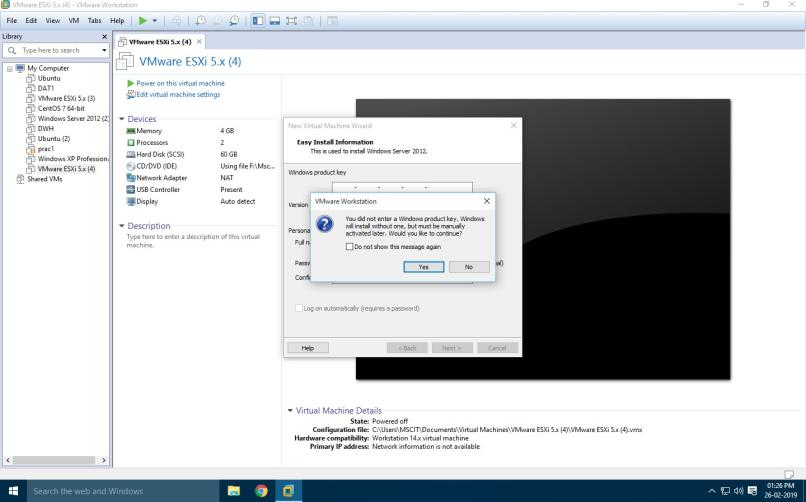 VMware ESXi 5.x (4) - VMware Workstation
File Edit View VM Tabs Help
Library
Type here to search
My Computer
Ubuntu
DAT1
VMware ESXi 5.x (3)
CentOS 7 64-bit
Windows Server 2012 (2)
DWH
Ubuntu (2)
prac1
Windows XP Profession
VMware ESXi 5.x (4)
Shared VMs
VMware ESXi 5.x (4)
VMware ESXi 5.x (4)
Power on this virtual machine
Edit virtual machine settings
Devices
Memory 4 GB
Processors 2
Hard Disk (SCSI) 60 GB
CD/DVD (IDE) Using file F:\Msc...
Network Adapter NAT
USB Controller Present
Display Auto detect
Description
Type here to enter a description of this virtual
machine.
New Virtual Machine Wizard
Easy Install Information
This is used to install Windows Server 2012.
Windows product key
- - - -
Version
Persona
Full n
Passw
al)
Confi
VMware Workstation
You did not enter a Windows product key. Windows
will install without one, but must be manually
activated later. Would you like to continue?
Do not show this message again
Yes No
Log on automatically (requires a password)
Help < Back Next > Cancel
Virtual Machine Details
State: Powered off
Configuration file: C:\Users\MSCIT\Documents\Virtual Machines\VMware ESXi 5.x (4)\VMware ESXi 5.x (4).vmx
Hardware compatibility: Workstation 14.x virtual machine
Primary IP address: Network information is not available
Search the web and Windows
01:26 PM
26-02-2019